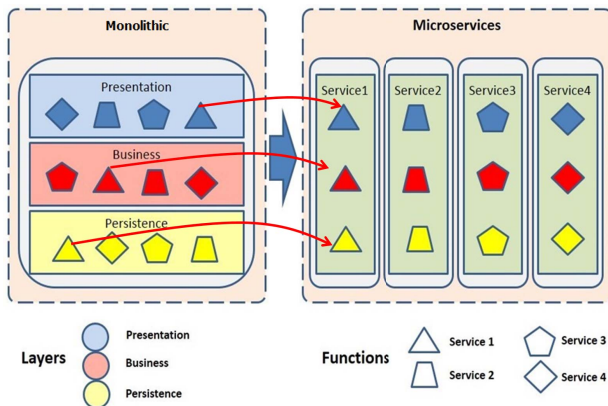 Monolithic
Microservices
Presentation
Business
Persistence
Service1
Service2
Service3
Service4
Layers
Presentation
Business
Persistence
Functions
Service 1
Service 2
Service 3
Service 4